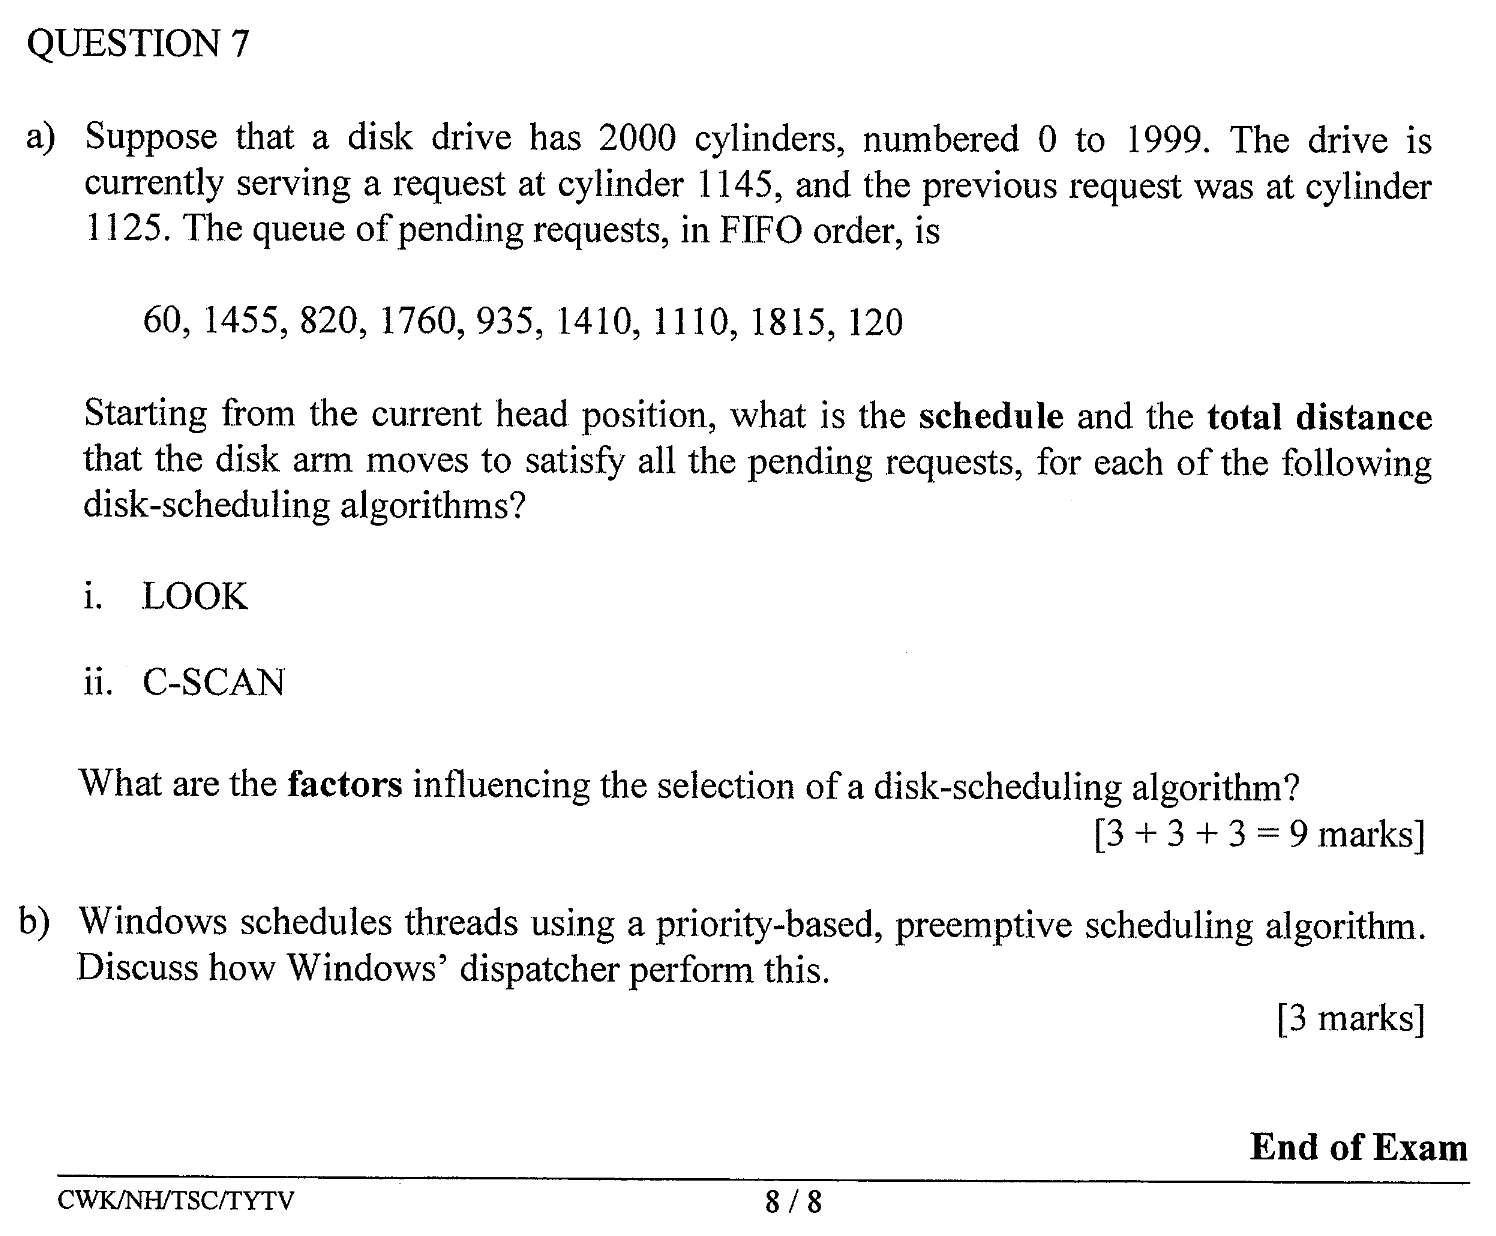 QUESTION 7
a) Suppose that a disk drive has 2000 cylinders, numbered 0 to 1999. The drive is
currently serving a request at cylinder 1145, and the previous request was at cylinder
1125. The queue of pending requests, in FIFO order, is
60, 1455, 820, 1760, 935, 1410, 1110, 1815, 120
Starting from the current head position, what is the schedule and the total distance
that the disk arm moves to satisfy all the pending requests, for each of the following
disk-scheduling algorithms?
i. LOOK
ii. C-SCAN
What are the factors influencing the selection of a disk-scheduling algorithm?
[3 + 3 + 3 = 9 marks]
b) Windows schedules threads using a priority-based, preemptive scheduling algorithm.
Discuss how Windows' dispatcher perform this.
[3 marks]
End of Exam
CWK/NH/TSC/TYTV 8 / 8